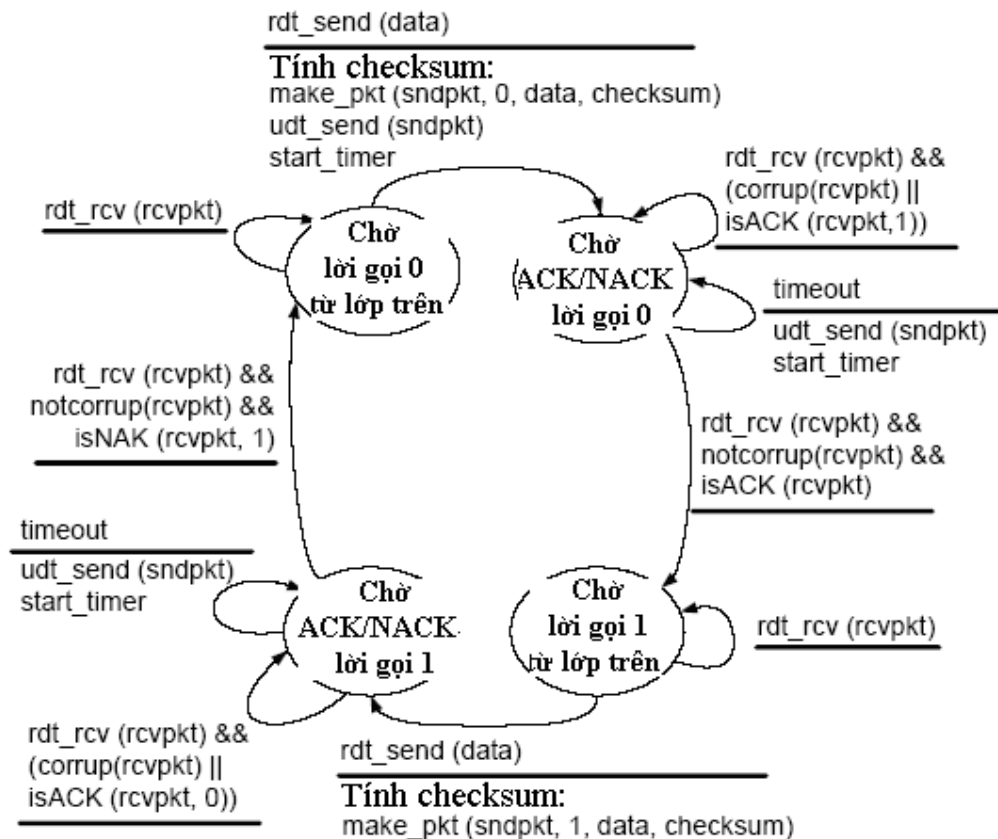 rdt_send (data)
Tính checksum:
make_pkt (sndpkt, 0, data, checksum)
udt_send (sndpkt)
start_timer
rdt_rcv (rcvpkt) &&
(corrup(rcvpkt) ||
isACK (rcvpkt,1))
rdt_rcv (rcvpkt)
Chờ
lời gọi 0
từ lớp trên
Chờ
ACK/NACK
lời gọi 0
timeout
udt_send (sndpkt)
start_timer
rdt_rcv (rcvpkt) &&
notcorrup(rcvpkt) &&
isNAK (rcvpkt, 1)
rdt_rcv (rcvpkt) &&
notcorrup(rcvpkt) &&
isACK (rcvpkt)
timeout
udt_send (sndpkt)
start_timer
Chờ
ACK/NACK
lời gọi 1
Chờ
lời gọi 1
từ lớp trên
rdt_rcv (rcvpkt)
rdt_rcv (rcvpkt) &&
(corrup(rcvpkt) ||
isACK (rcvpkt, 0))
rdt_send (data)
Tính checksum:
make_pkt (sndpkt, 1, data, checksum)